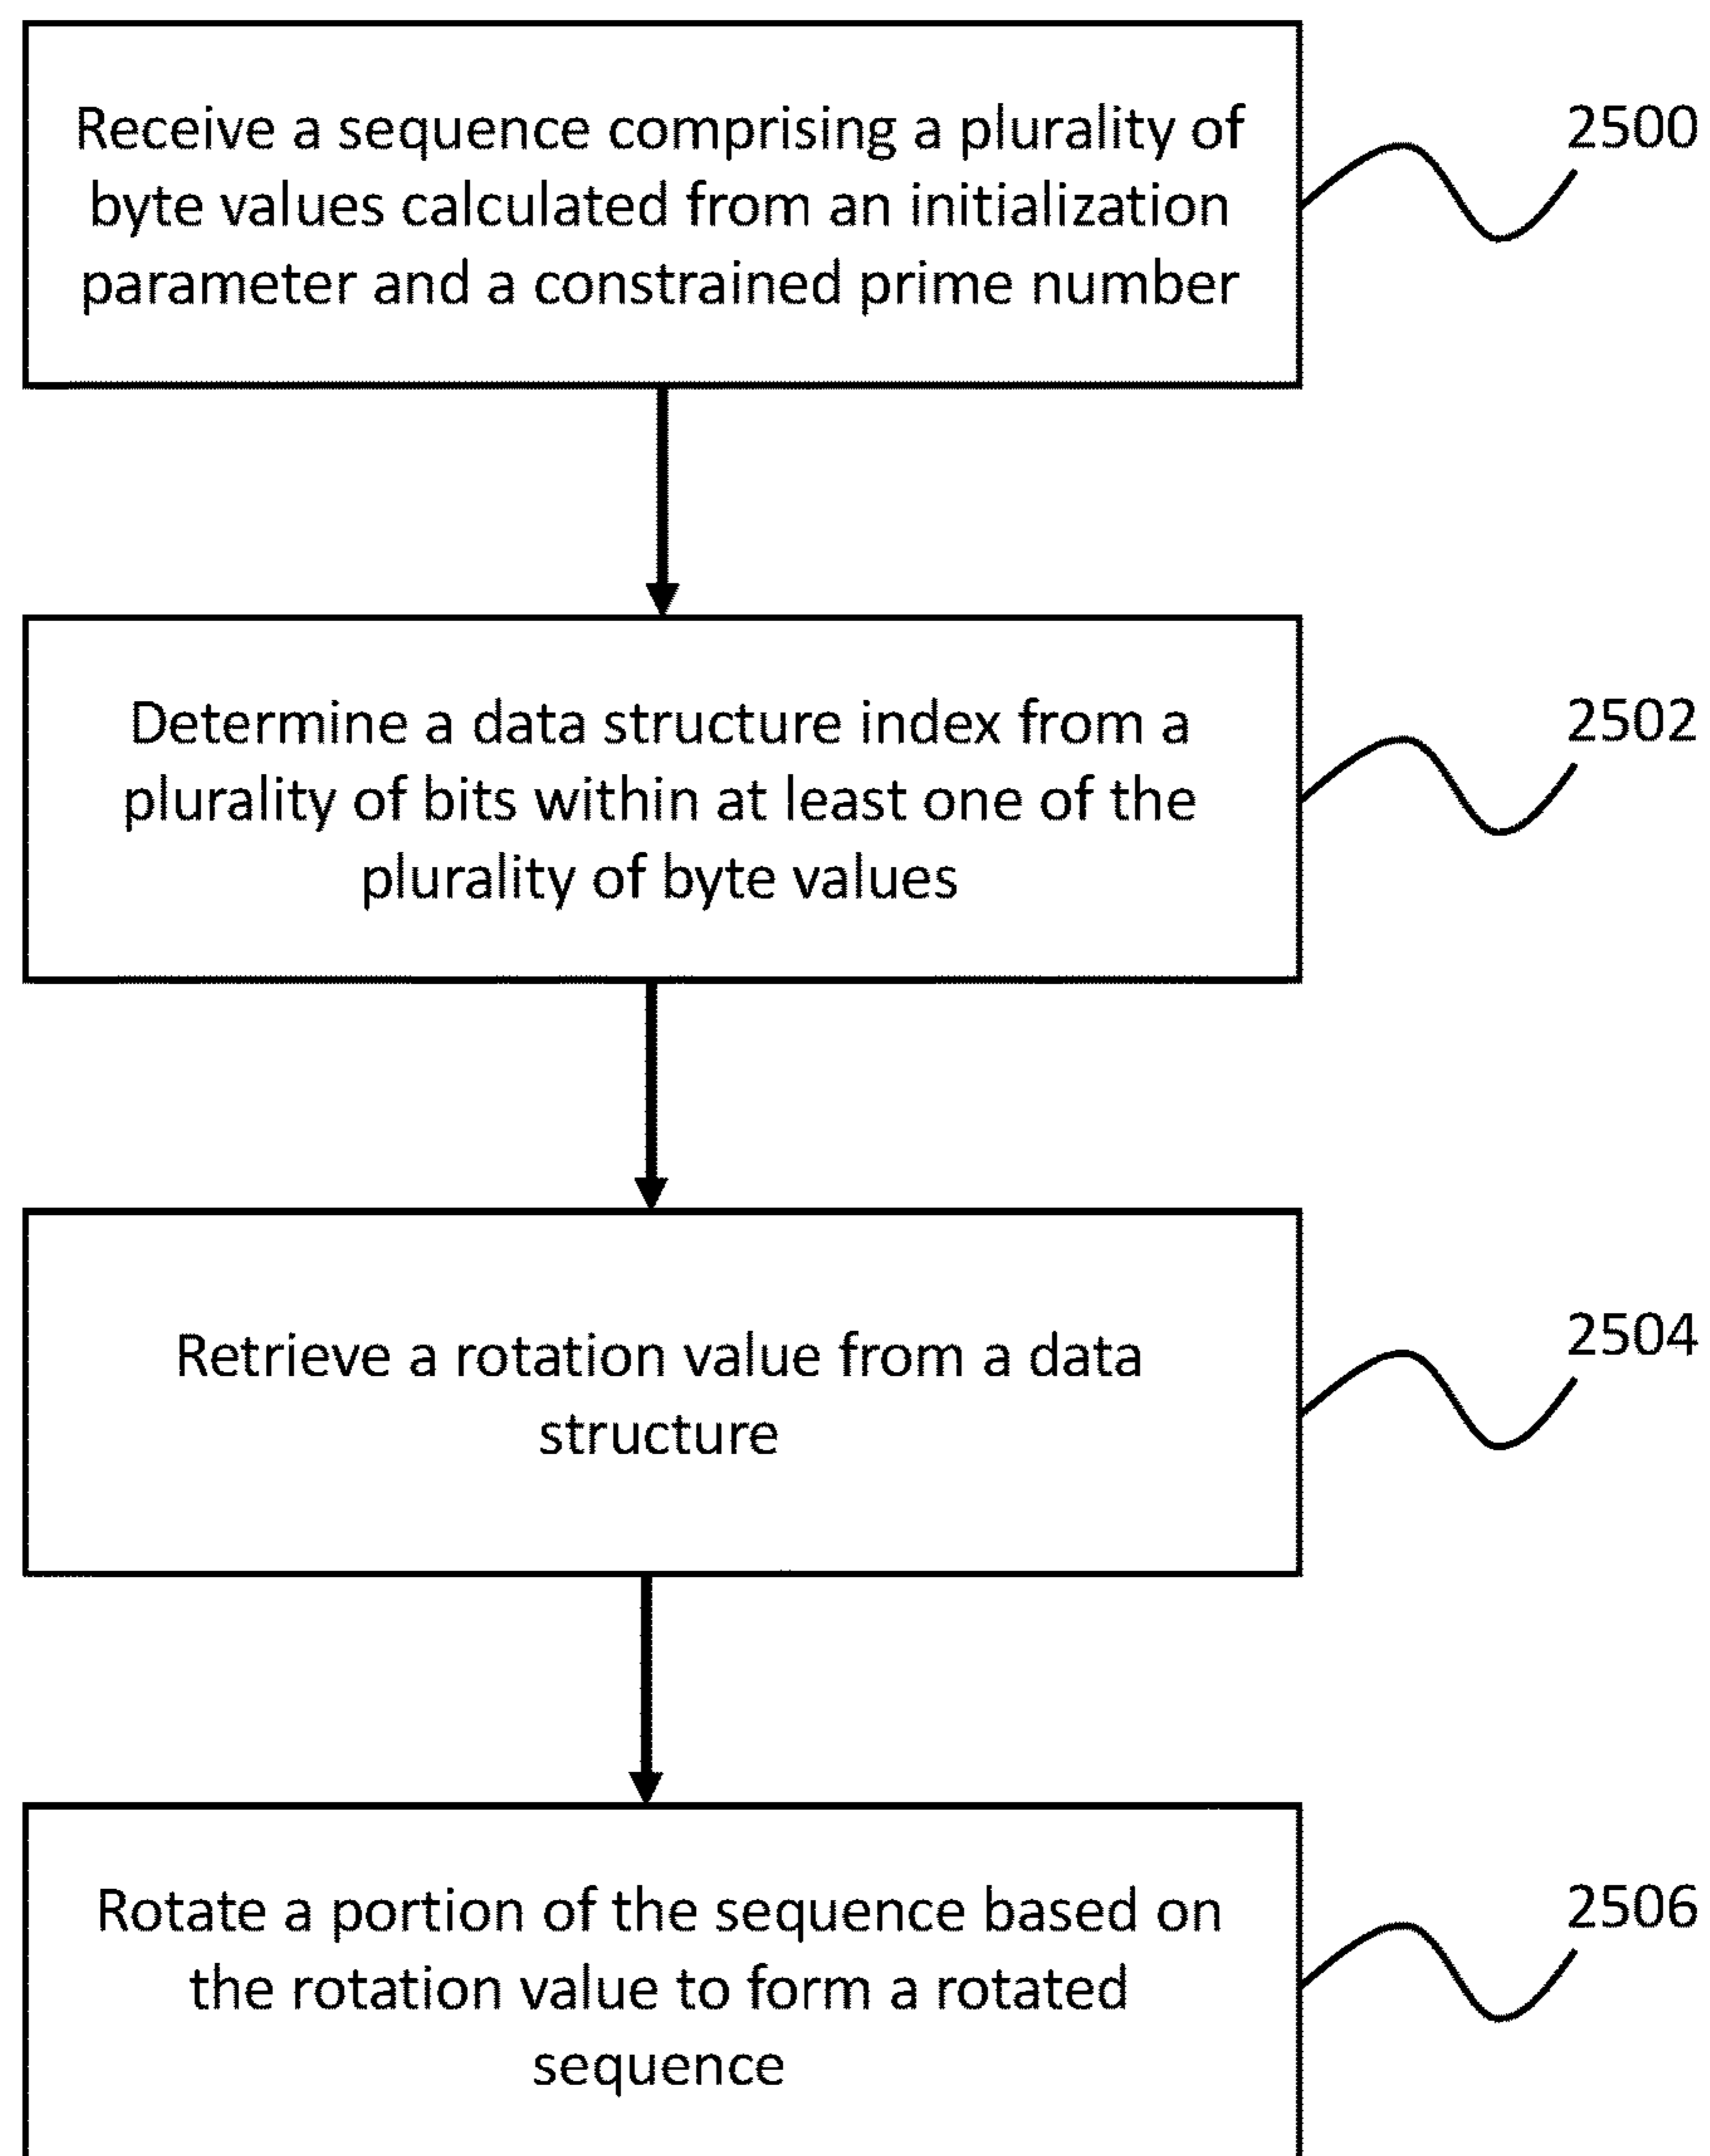 Receive a sequence comprising a plurality of
byte values calculated from an initialization
parameter and a constrained prime number
2500
Determine a data structure index from a
plurality of bits within at least one of the
plurality of byte values
2502
Retrieve a rotation value from a data
structure
2504
Rotate a portion of the sequence based on
the rotation value to form a rotated
sequence
2506